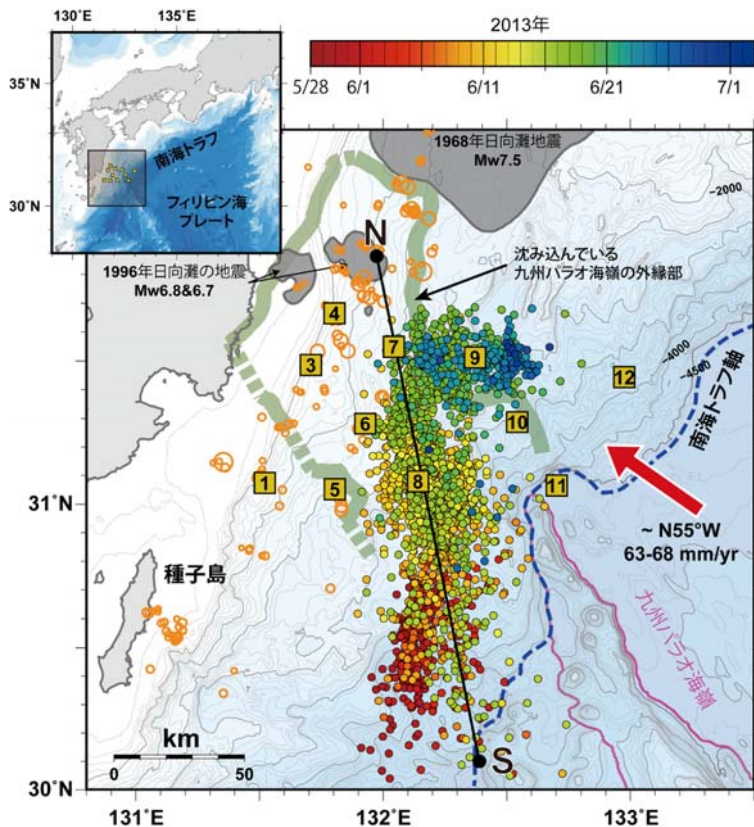 130°E
135°E
35°N
30°N
南海トラフ
フィリピン海
プレート
2013年
5/28
6/1
6/11
6/21
7/1
1968年日向灘地震
Mw7.5
−2000
N
1996年日向灘の地震
Mw6.8&6.7
沈み込んでいる
九州パラオ海嶺の外縁部
4
7
9
3
12
−4000
−4500
南海トラフ軸
6
10
1
5
8
11
31°N
~ N55°W
63-68 mm/yr
種子島
九州パラオ海嶺
km
0
50
S
30°N
131°E
132°E
133°E